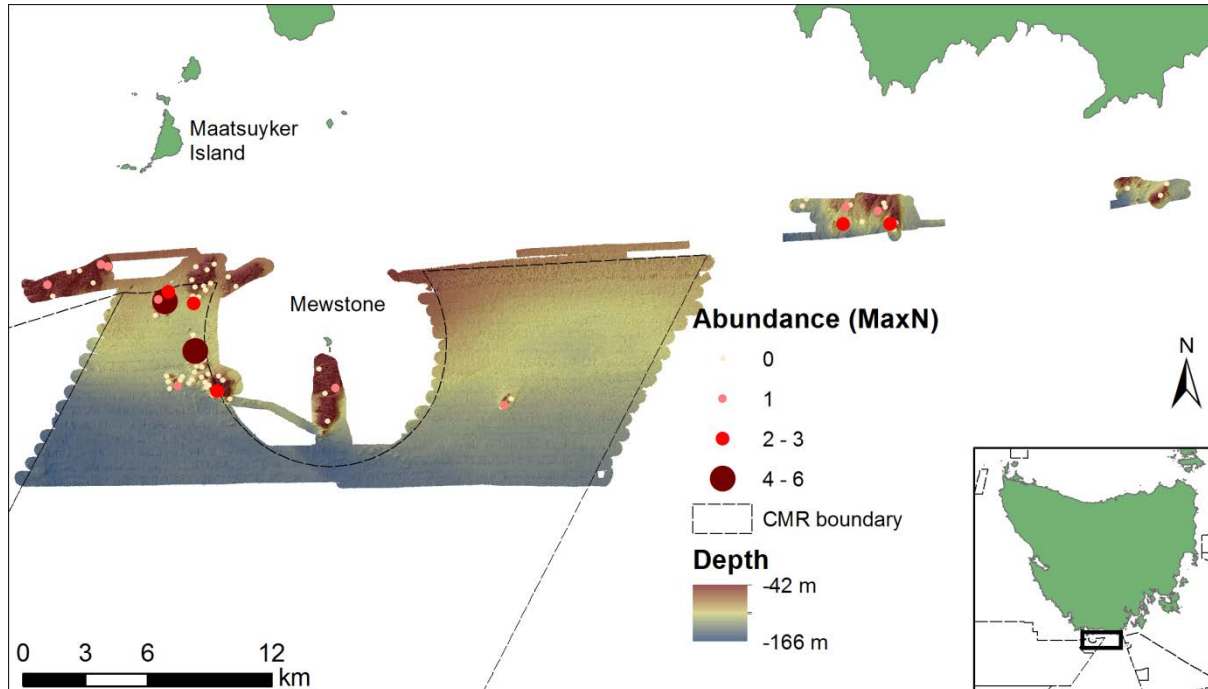 Maatsuyker
Island
Mewstone
Abundance (MaxN)
0
1
2 - 3
4 - 6
CMR boundary
Depth
-42 m
-166 m
N
0 3 6 12
km